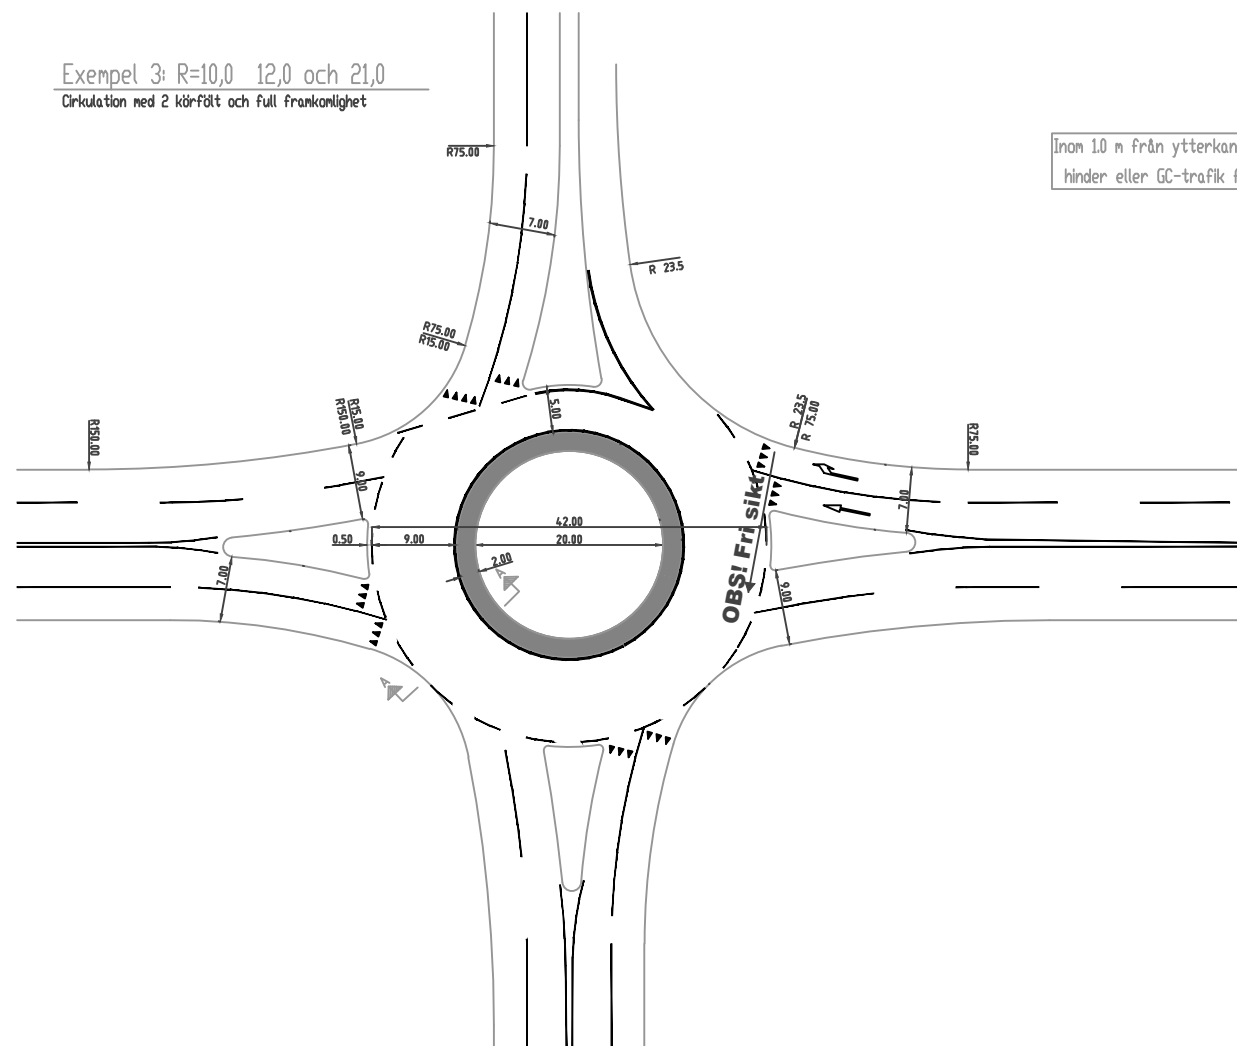 Exempel 3: R=10,0 12,0 och 21,0
Cirkulation med 2 körfölt och full framkomlighet
Inom 1.0 m från ytterkan
hinder eller GC-trafik f
R75.00
7.00
R 23.5
R75.00
R15.00
R150.00
R15.00
R150.00
5.00
R 23.5
R 75.00
R75.00
9.00
7.00
42.00
0.50
9.00
20.00
2.00
A
7.00
OBS! Fri sikt
9.00
A